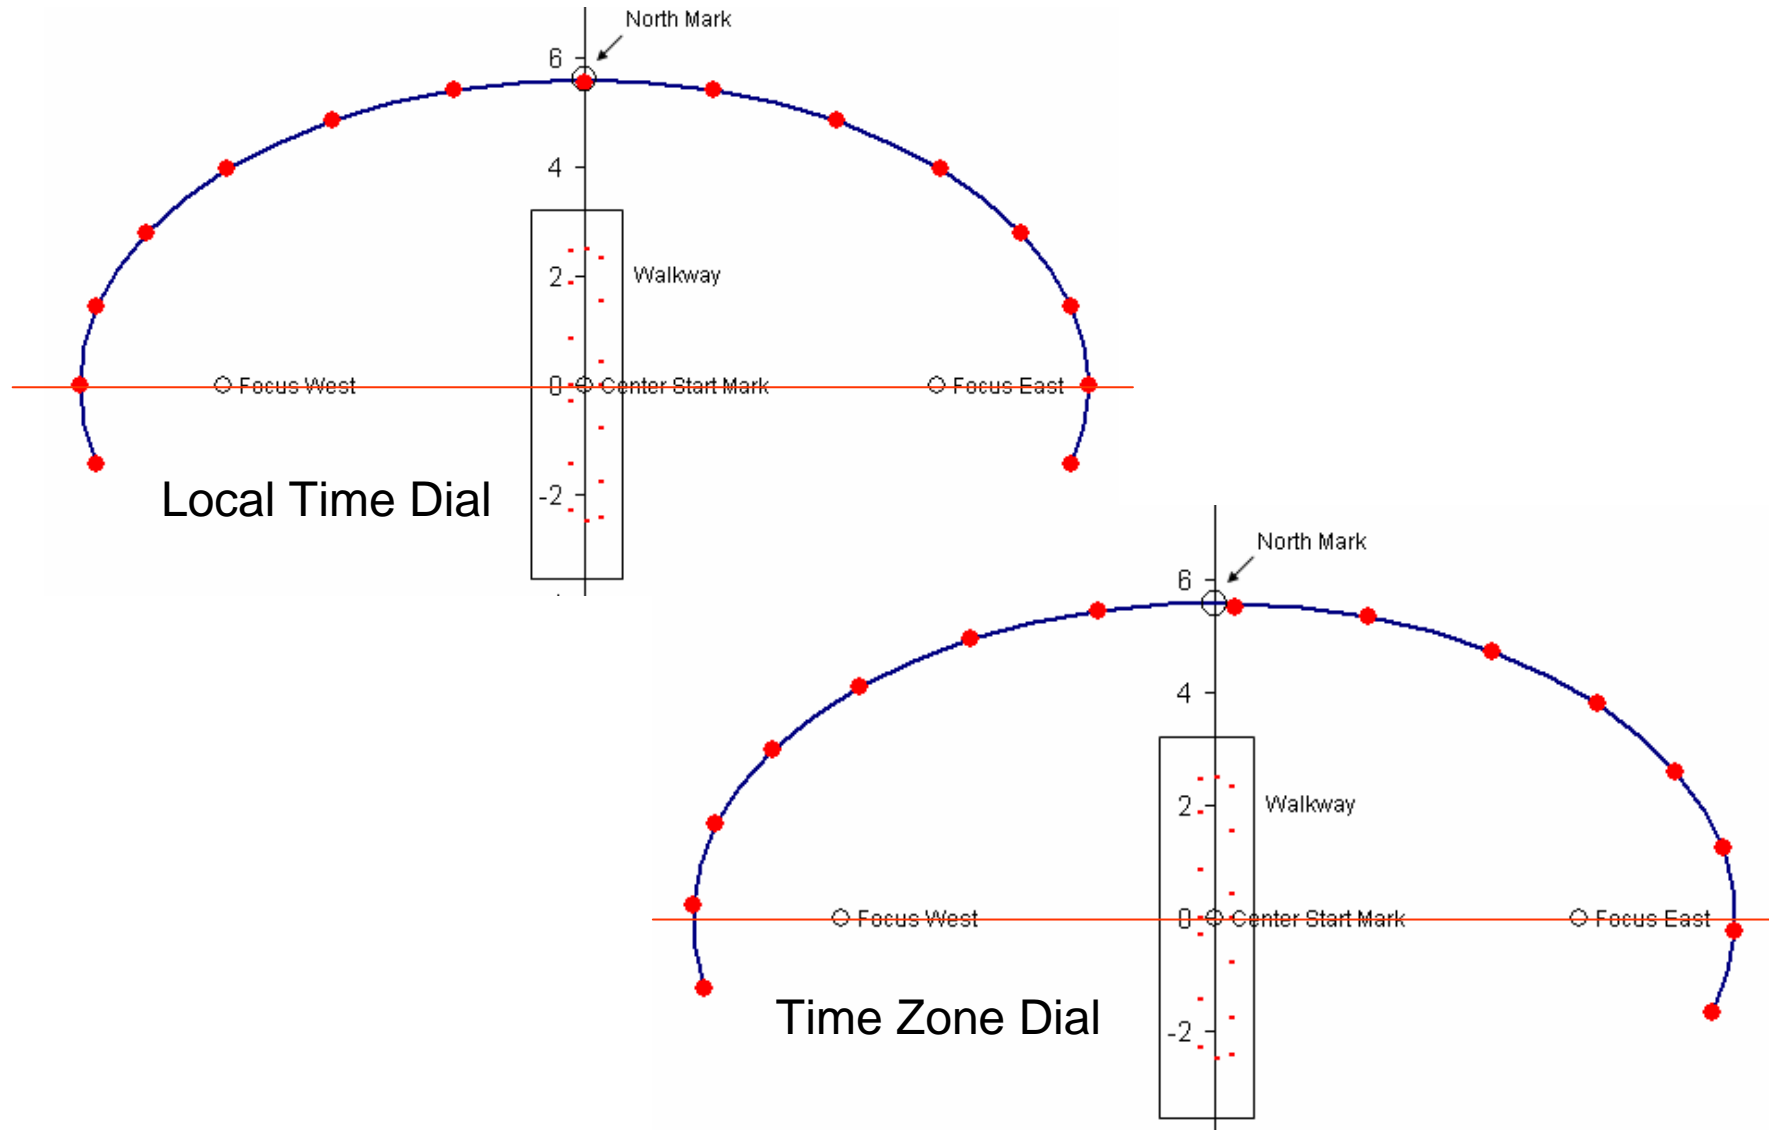 North Mark
6
4
2
Walkway
Focus West
0
Center Start Mark
Focus East
-2
Local Time Dial
North Mark
6
4
2
Walkway
Focus West
0
Center Start Mark
Focus East
-2
Time Zone Dial